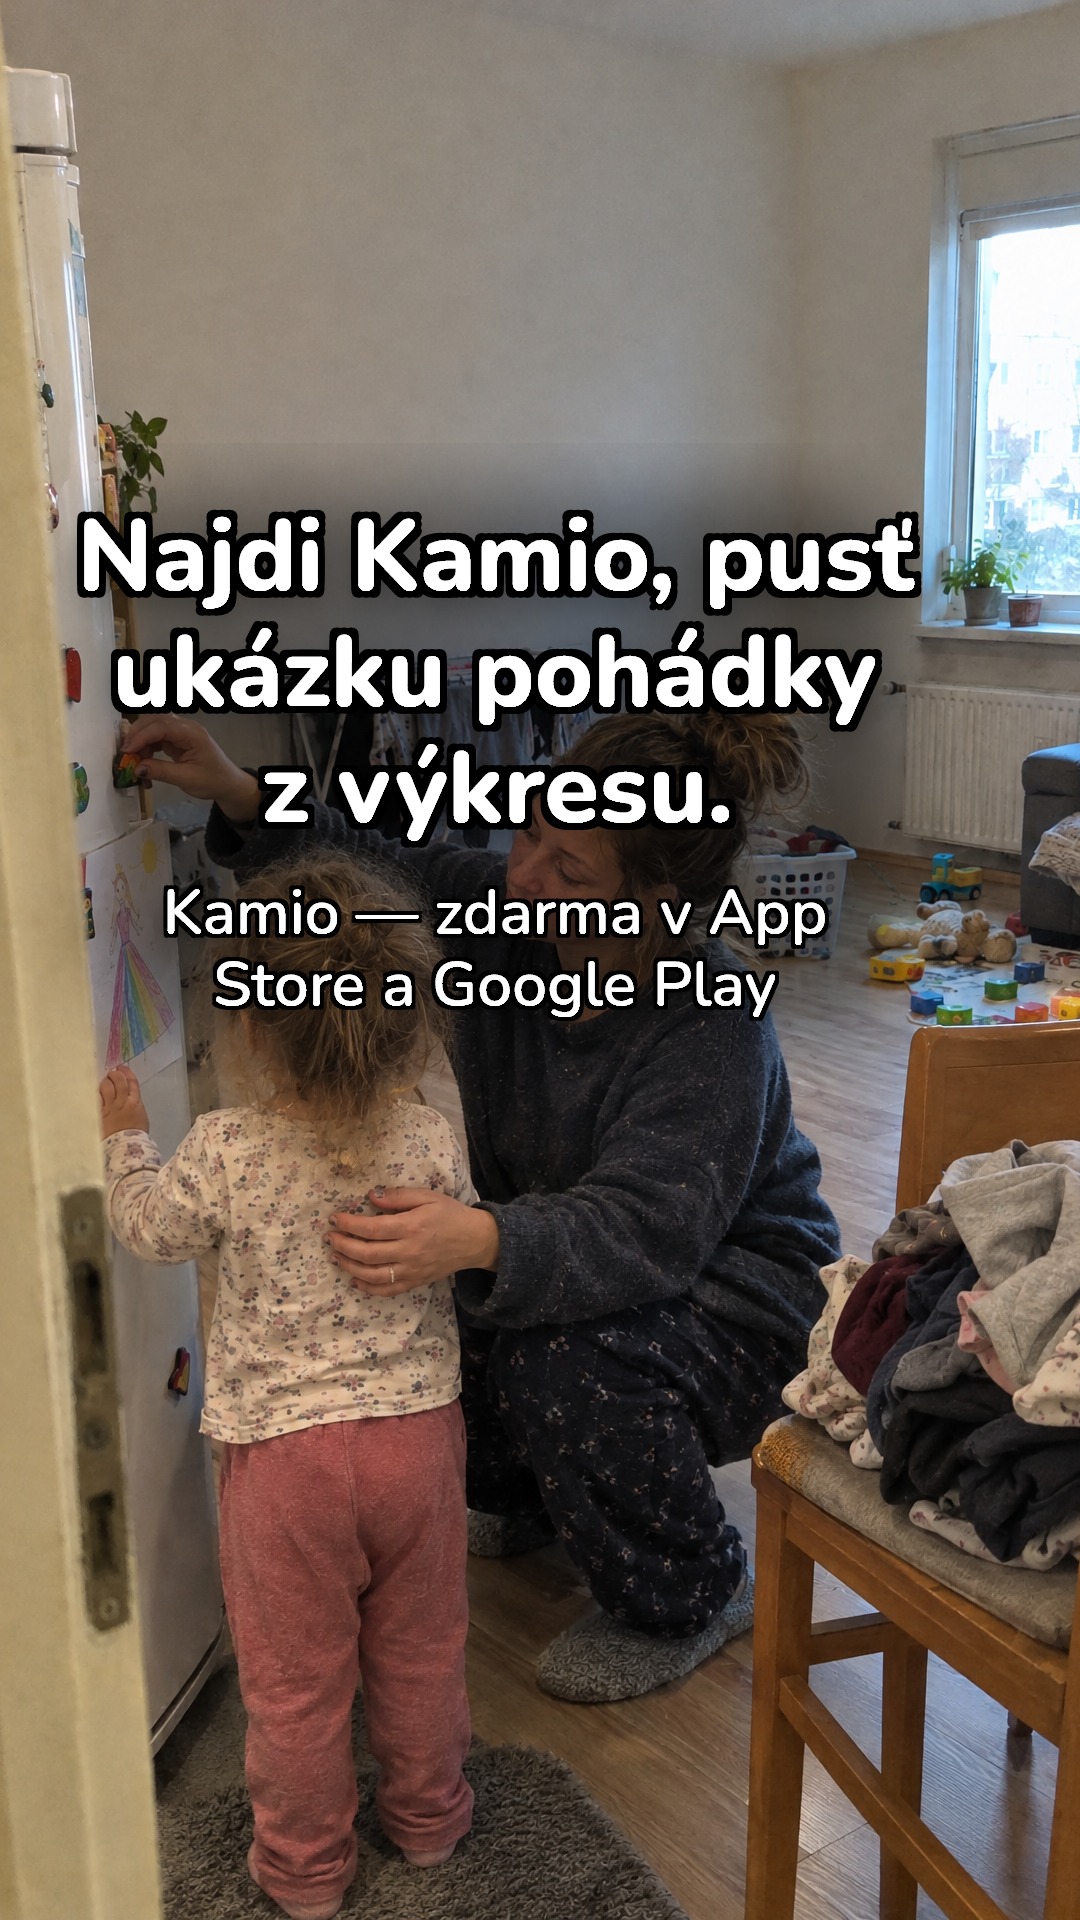 Najdi Kamio, pusť
ukázku pohádky
z výkresu.
Kamio — zdarma v App
Store a Google Play